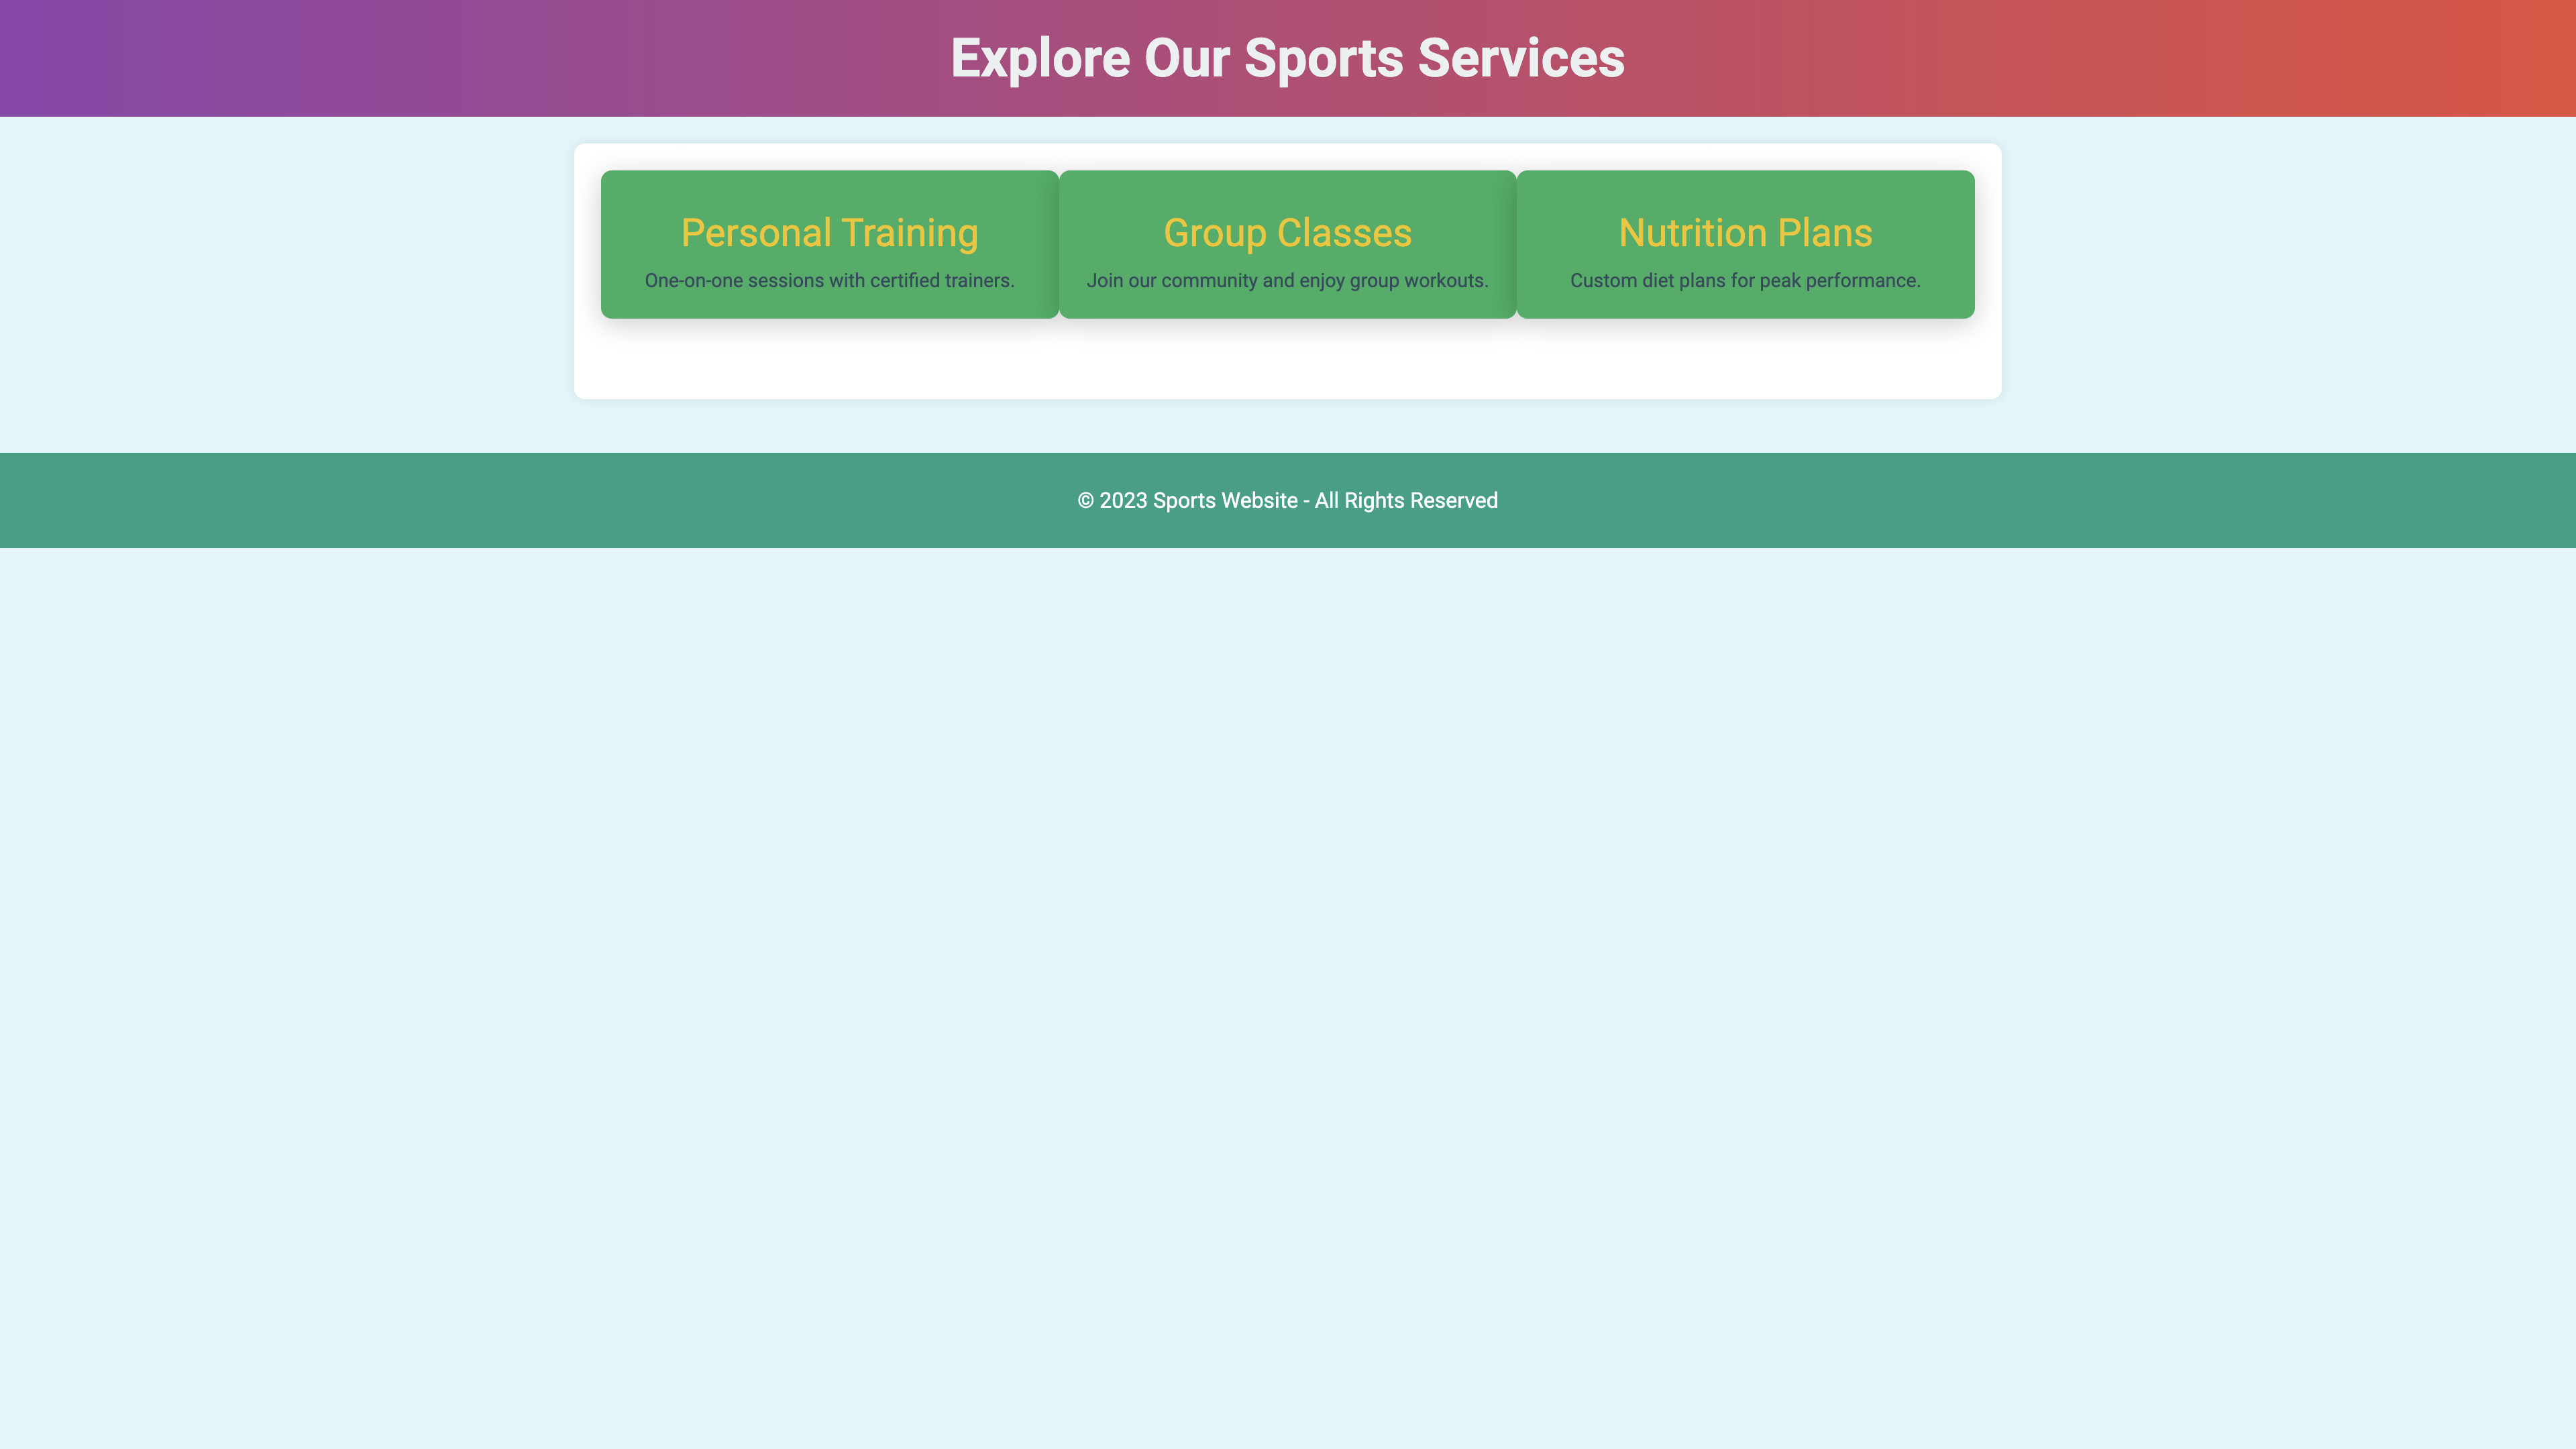 Explore Our Sports Services
Personal Training
One-on-one sessions with certified trainers.
Group Classes
Join our community and enjoy group workouts.
Nutrition Plans
Custom diet plans for peak performance.
© 2023 Sports Website - All Rights Reserved